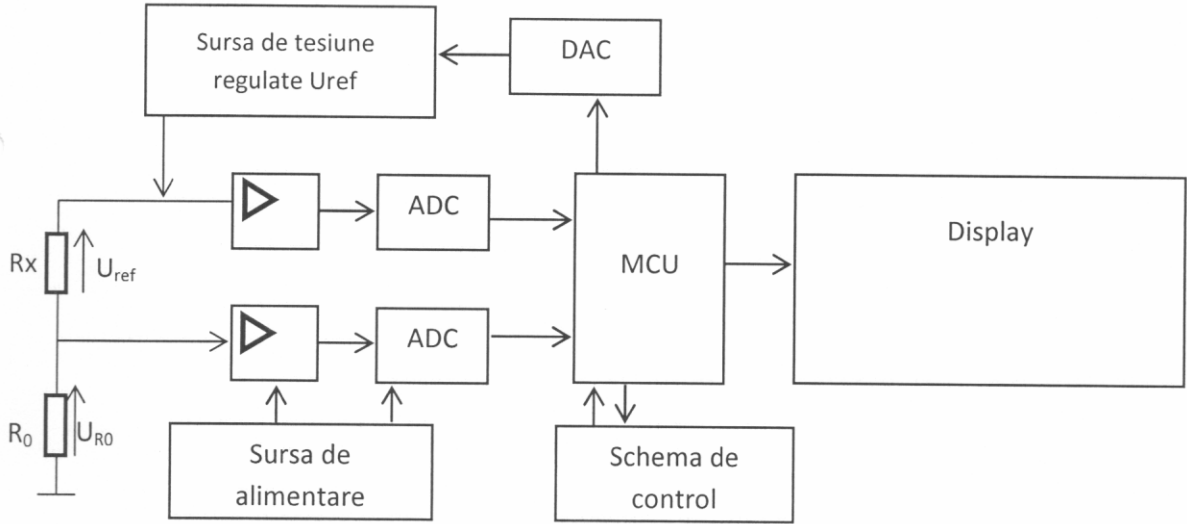 Sursa de tesiune
regulate Uref
DAC
ADC
Rx
Uref
MCU
Display
ADC
R0
UR0
Sursa de
alimentare
Schema de
control